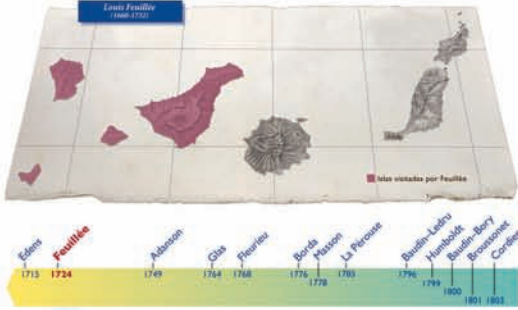 Louis Feuillée
(1660-1732)
Islas visitadas por Feuillée
Edens
1715
Feuillée
1724
Adanson
1749
Glas
1764
Fleurieu
1768
Borda
1776
Masson
1778
La Pérouse
1785
Baudin-Ledru
1796
Humboldt
1799
Baudin-Bory
1800
Broussonet
1801
Cordier
1803